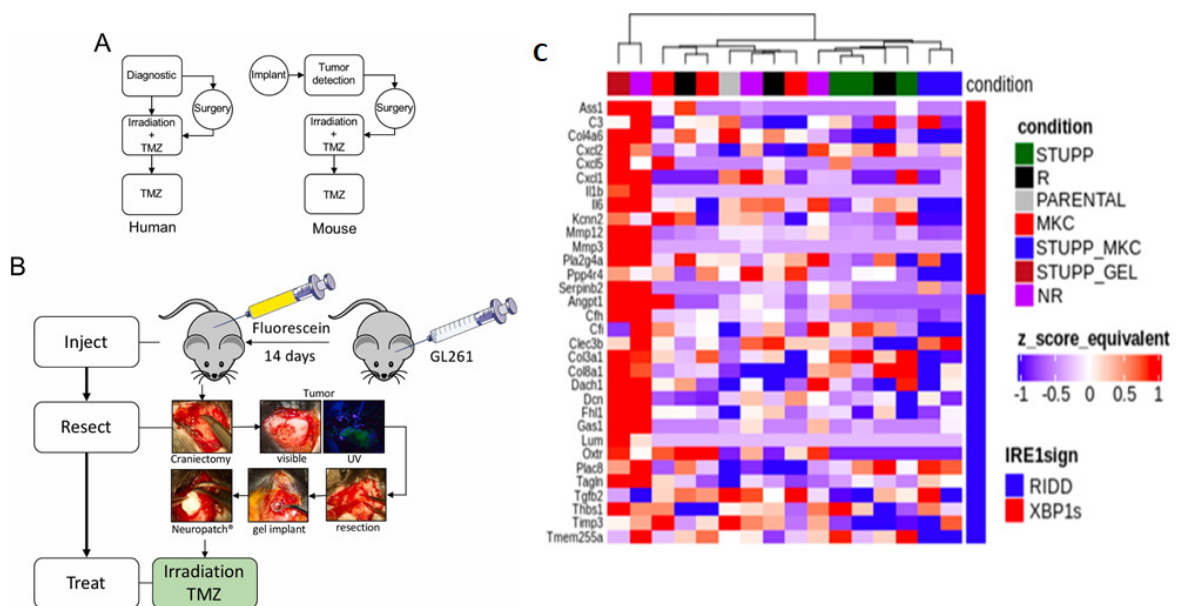 A
Diagnostic
Surgery
Irradiation
+
TMZ
TMZ
Human
Implant
Tumor
detection
Surgery
Irradiation
+
TMZ
TMZ
Mouse
B
Inject
Resect
Treat
Fluorescein
14 days
GL261
Tumor
Craniectomy
visible
UV
Neuropatch®
gel implant
resection
Irradiation
TMZ
C
condition
Ass1
C3
Col4a6
Cxcl2
Cxcl5
Cxcl1
Il1b
Il6
Kcnn2
Mmp12
Mmp3
Pla2g4a
Ppp4r4
Serpinb2
Angpt1
Cfh
Cfi
Clec3b
Col3a1
Col8a1
Dach1
Dcn
Fhl1
Gas1
Lum
Oxtr
Plac8
Tagln
Tgfb2
Thbs1
Timp3
Tmem255a
condition
STUPP
R
PARENTAL
MKC
STUPP_MKC
STUPP_GEL
NR
z_score_equivalent
-1 -0.5 0 0.5 1
IRE1sign
RIDD
XBP1s